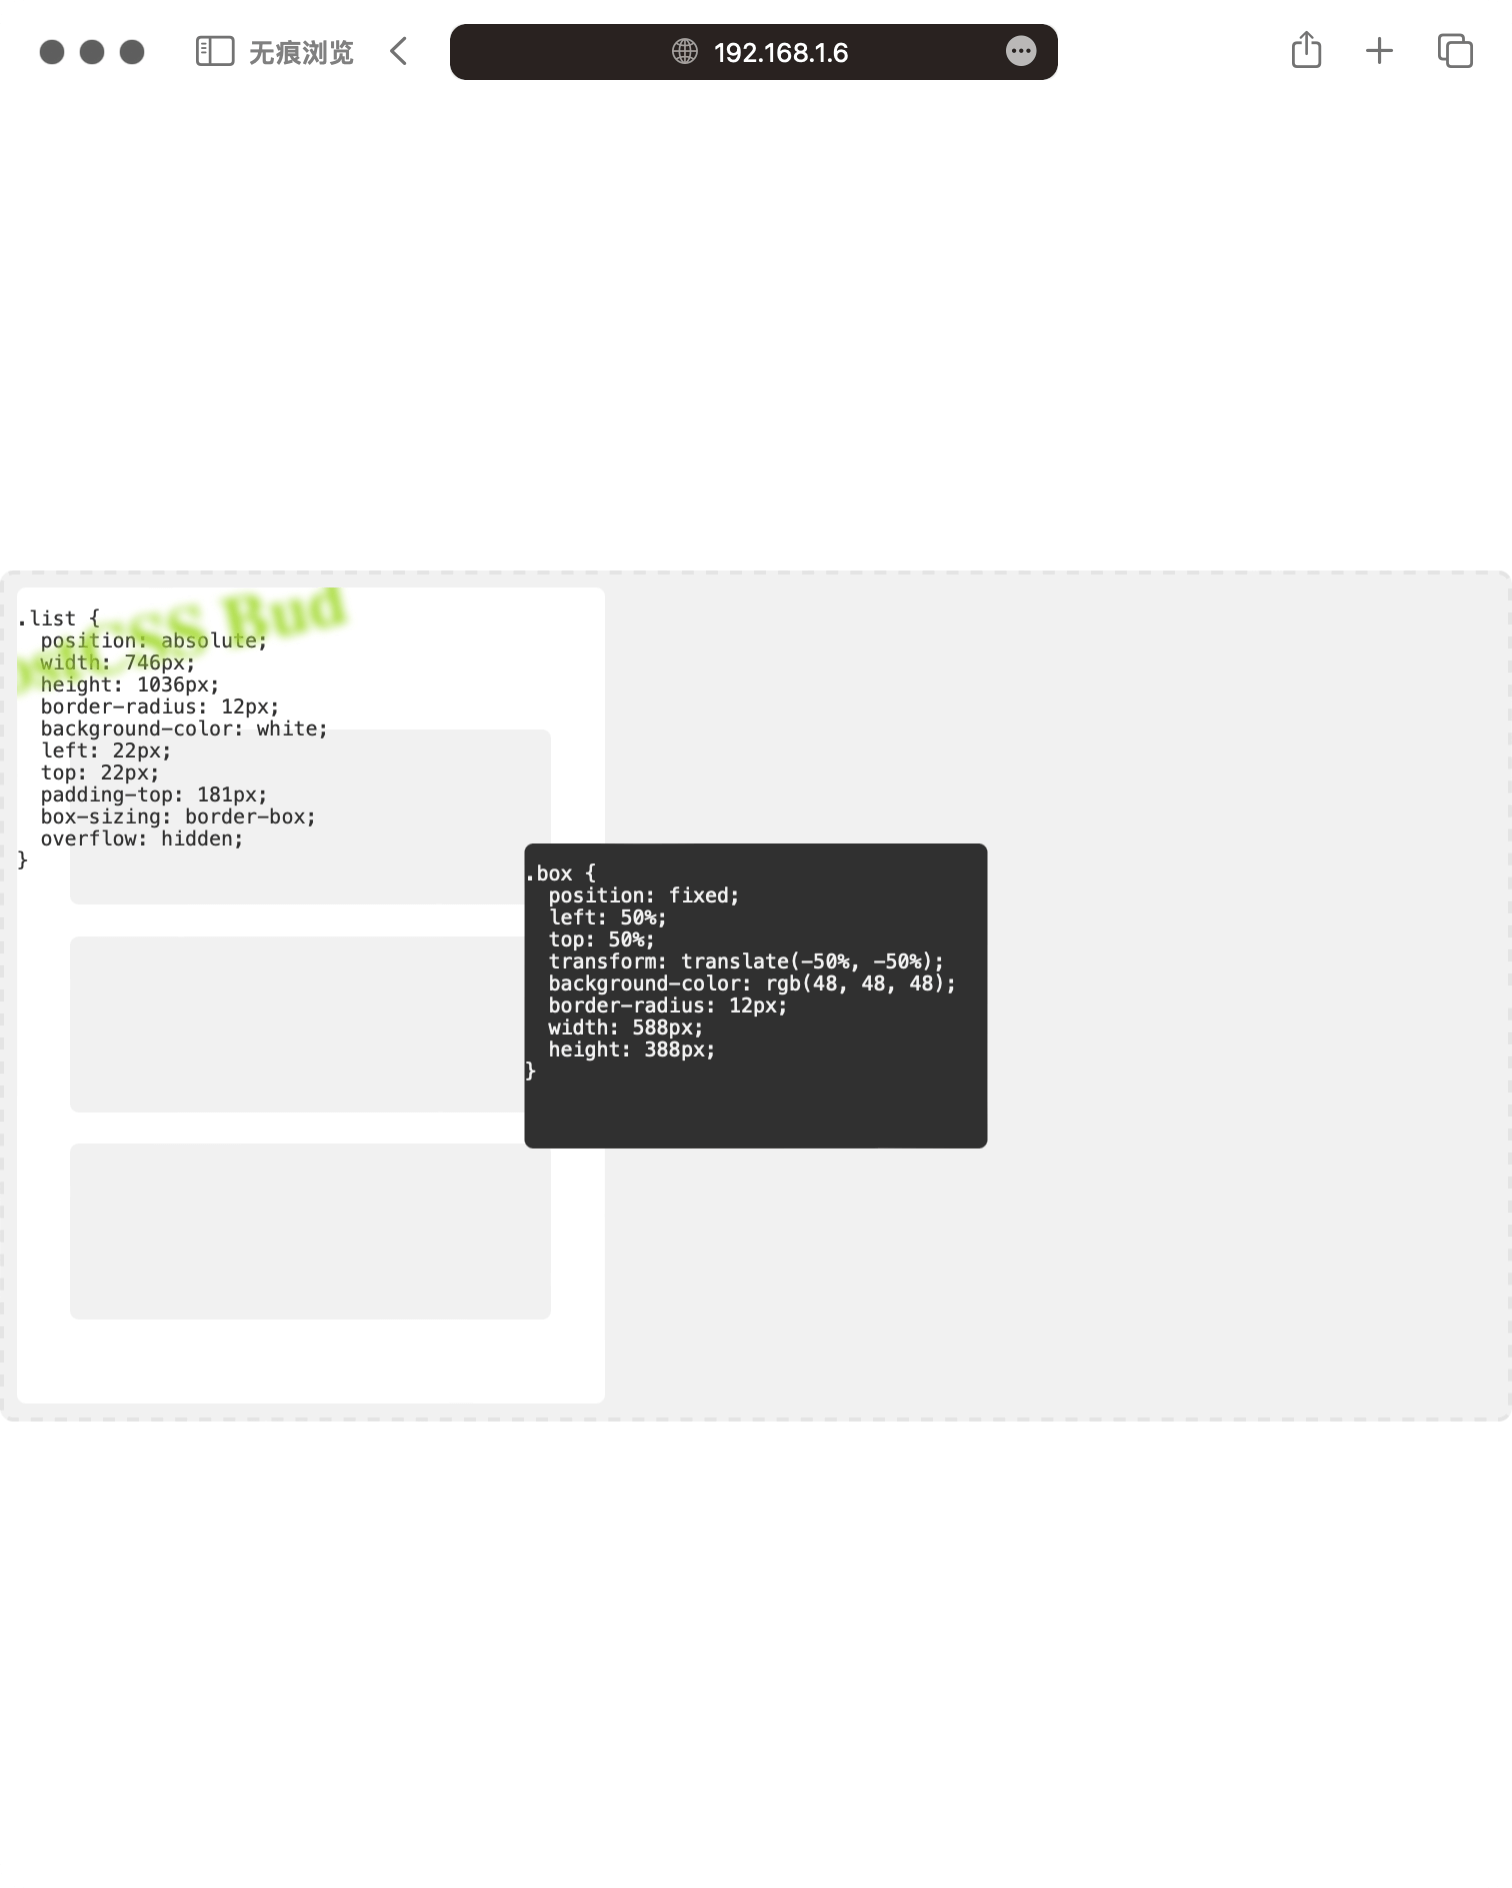 无痕浏览
192.168.1.6
CSS Bud
.list {
  position: absolute;
  width: 746px;
  height: 1036px;
  border-radius: 12px;
  background-color: white;
  left: 22px;
  top: 22px;
  padding-top: 181px;
  box-sizing: border-box;
  overflow: hidden;
}
.box {
  position: fixed;
  left: 50%;
  top: 50%;
  transform: translate(-50%, -50%);
  background-color: rgb(48, 48, 48);
  border-radius: 12px;
  width: 588px;
  height: 388px;
}